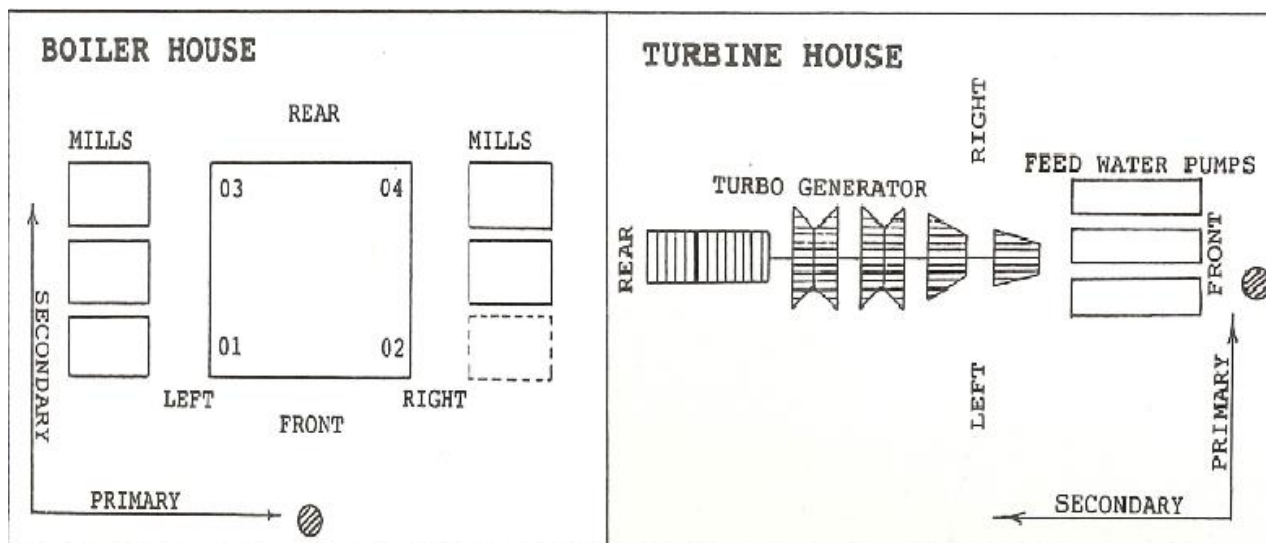 BOILER HOUSE
REAR
MILLS
MILLS
03
04
01
02
LEFT
RIGHT
FRONT
SECONDARY
PRIMARY
TURBINE HOUSE
RIGHT
FEED WATER PUMPS
TURBO GENERATOR
REAR
FRONT
LEFT
PRIMARY
SECONDARY